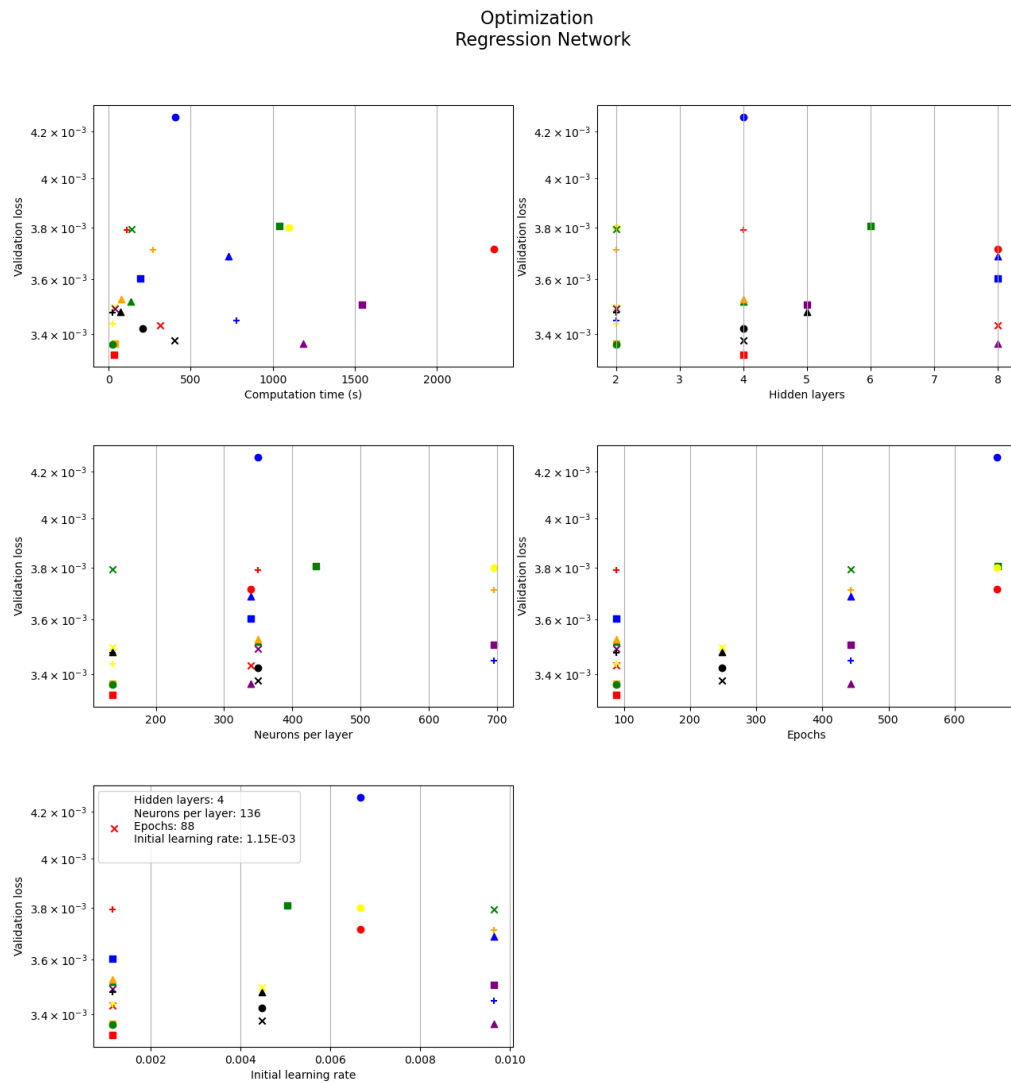 Optimization
Regression Network
4.2 × 10⁻³
4 × 10⁻³
3.8 × 10⁻³
3.6 × 10⁻³
3.4 × 10⁻³
Validation loss
0 500 1000 1500 2000
Computation time (s)
4.2 × 10⁻³
4 × 10⁻³
3.8 × 10⁻³
3.6 × 10⁻³
3.4 × 10⁻³
Validation loss
2 3 4 5 6 7 8
Hidden layers
4.2 × 10⁻³
4 × 10⁻³
3.8 × 10⁻³
3.6 × 10⁻³
3.4 × 10⁻³
Validation loss
200 300 400 500 600 700
Neurons per layer
4.2 × 10⁻³
4 × 10⁻³
3.8 × 10⁻³
3.6 × 10⁻³
3.4 × 10⁻³
Validation loss
100 200 300 400 500 600
Epochs
4.2 × 10⁻³
4 × 10⁻³
3.8 × 10⁻³
3.6 × 10⁻³
3.4 × 10⁻³
Validation loss
Hidden layers: 4
Neurons per layer: 136
Epochs: 88
Initial learning rate: 1.15E-03
0.002 0.004 0.006 0.008 0.010
Initial learning rate